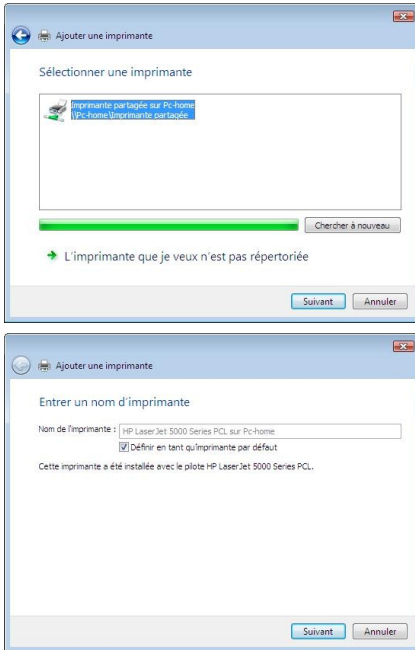 Ajouter une imprimante
Sélectionner une imprimante
Imprimante partagée sur Pc-home
\\Pc-home\Imprimante partagée
Chercher à nouveau
L'imprimante que je veux n'est pas répertoriée
Suivant Annuler
Ajouter une imprimante
Entrer un nom d'imprimante
Nom de l'imprimante : HP LaserJet 5000 Series PCL sur Pc-home
Définir en tant qu'imprimante par défaut
Cette imprimante a été installée avec le pilote HP LaserJet 5000 Series PCL.
Suivant Annuler